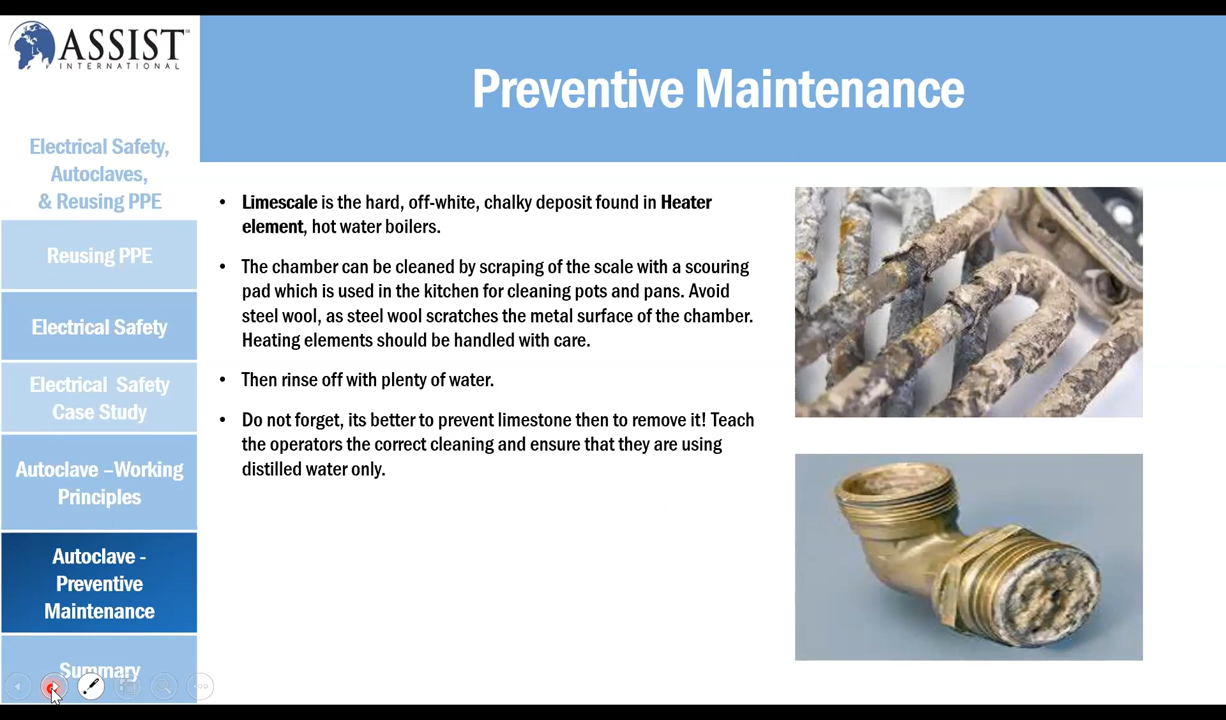 ASSIST
INTERNATIONAL
Preventive Maintenance
Electrical Safety,
Autoclaves,
& Reusing PPE
Reusing PPE
Electrical Safety
Electrical Safety
Case Study
Autoclave –Working
Principles
Autoclave -
Preventive
Maintenance
Summary
• Limescale is the hard, off-white, chalky deposit found in Heater
element, hot water boilers.
• The chamber can be cleaned by scraping of the scale with a scouring
pad which is used in the kitchen for cleaning pots and pans. Avoid
steel wool, as steel wool scratches the metal surface of the chamber.
Heating elements should be handled with care.
• Then rinse off with plenty of water.
• Do not forget, its better to prevent limestone then to remove it! Teach
the operators the correct cleaning and ensure that they are using
distilled water only.